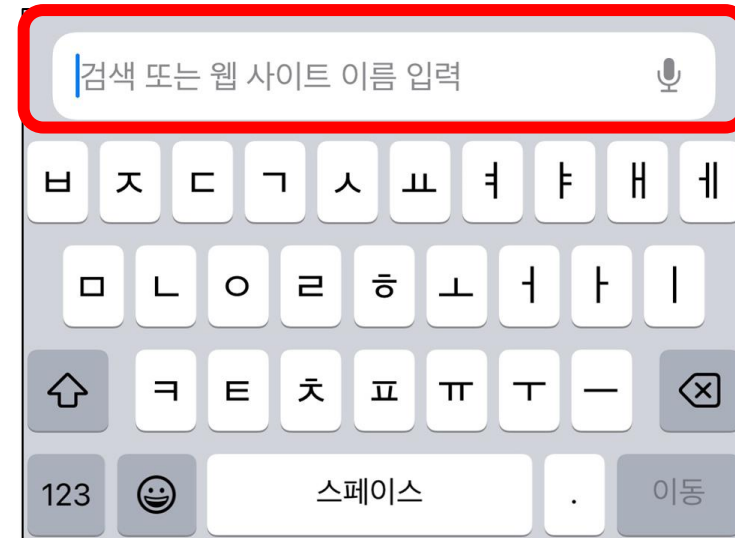 검색 또는 웹 사이트 이름 입력
ㅂ ㅈ ㄷ ㄱ ㅅ ㅛ ㅕ ㅑ ㅐ ㅔ
ㅁ ㄴ ㅇ ㄹ ㅎ ㅗ ㅓ ㅏ ㅣ
ㅋ ㅌ ㅊ ㅍ ㅠ ㅜ ㅡ
123 스페이스 . 이동